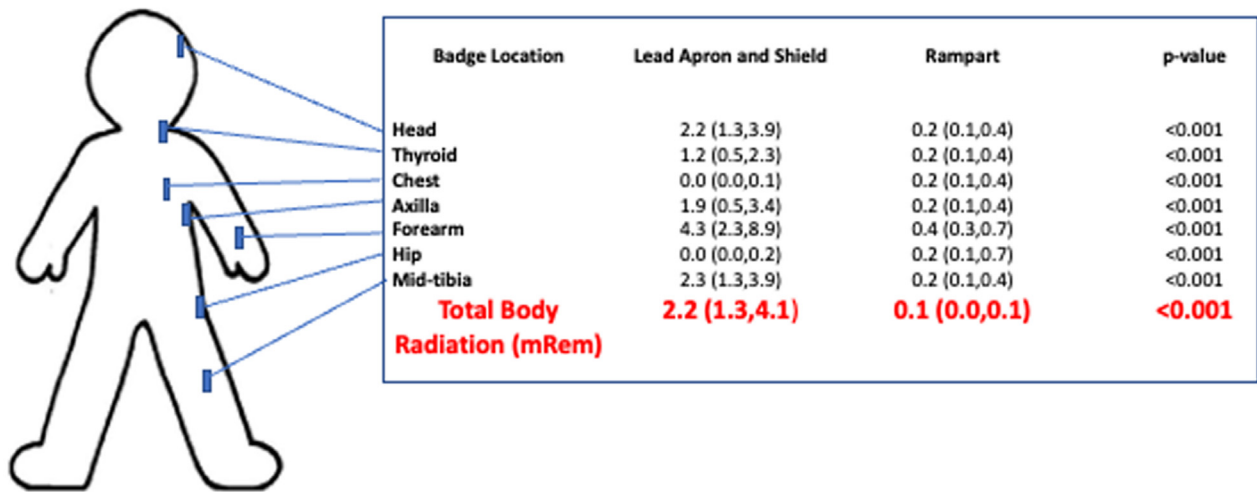 Badge Location Lead Apron and Shield Rampart p-value
Head 2.2 (1.3,3.9) 0.2 (0.1,0.4) <0.001
Thyroid 1.2 (0.5,2.3) 0.2 (0.1,0.4) <0.001
Chest 0.0 (0.0,0.1) 0.2 (0.1,0.4) <0.001
Axilla 1.9 (0.5,3.4) 0.2 (0.1,0.4) <0.001
Forearm 4.3 (2.3,8.9) 0.4 (0.3,0.7) <0.001
Hip 0.0 (0.0,0.2) 0.2 (0.1,0.7) <0.001
Mid-tibia 2.3 (1.3,3.9) 0.2 (0.1,0.4) <0.001
Total Body 2.2 (1.3,4.1) 0.1 (0.0,0.1) <0.001
Radiation (mRem)